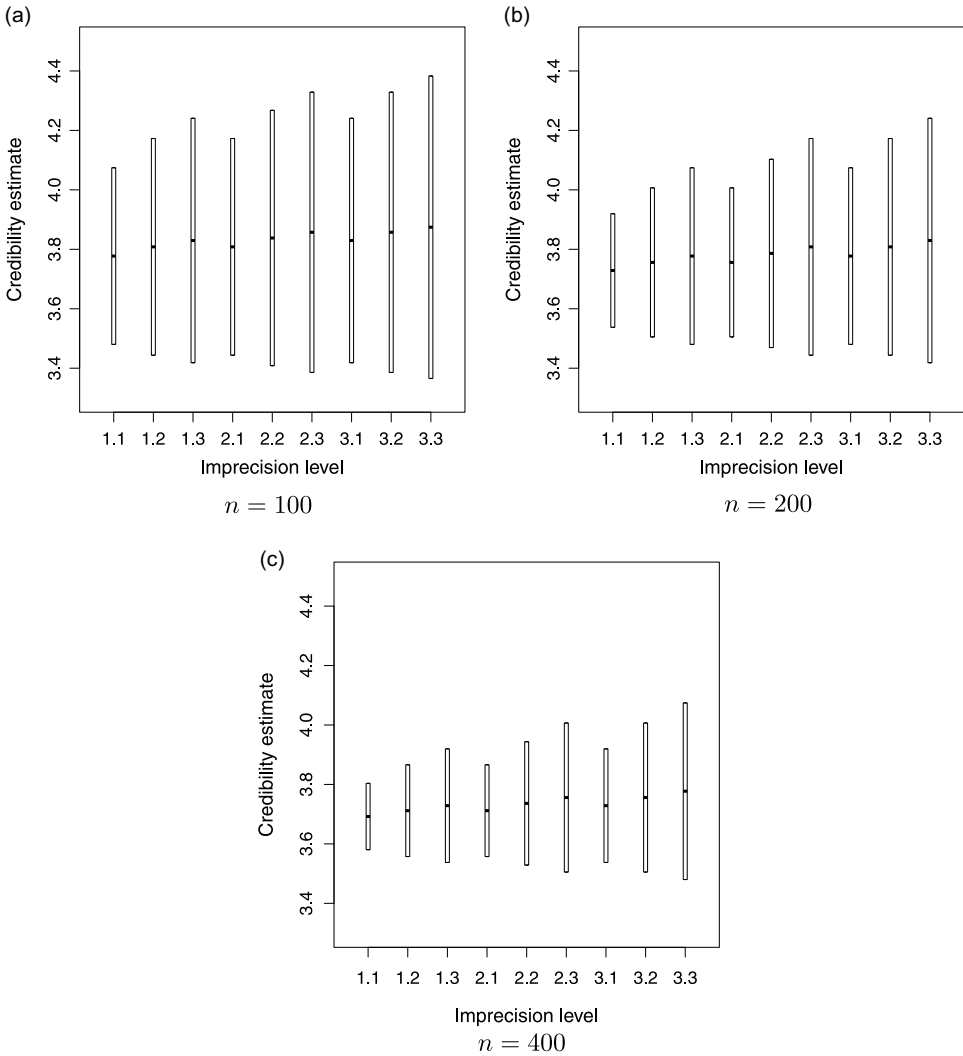 (a)
Credibility estimate
4.4
4.2
4.0
3.8
3.6
3.4
1.1 1.2 1.3 2.1 2.2 2.3 3.1 3.2 3.3
Imprecision level
n = 100
(b)
Credibility estimate
4.4
4.2
4.0
3.8
3.6
3.4
1.1 1.2 1.3 2.1 2.2 2.3 3.1 3.2 3.3
Imprecision level
n = 200
(c)
Credibility estimate
4.4
4.2
4.0
3.8
3.6
3.4
1.1 1.2 1.3 2.1 2.2 2.3 3.1 3.2 3.3
Imprecision level
n = 400